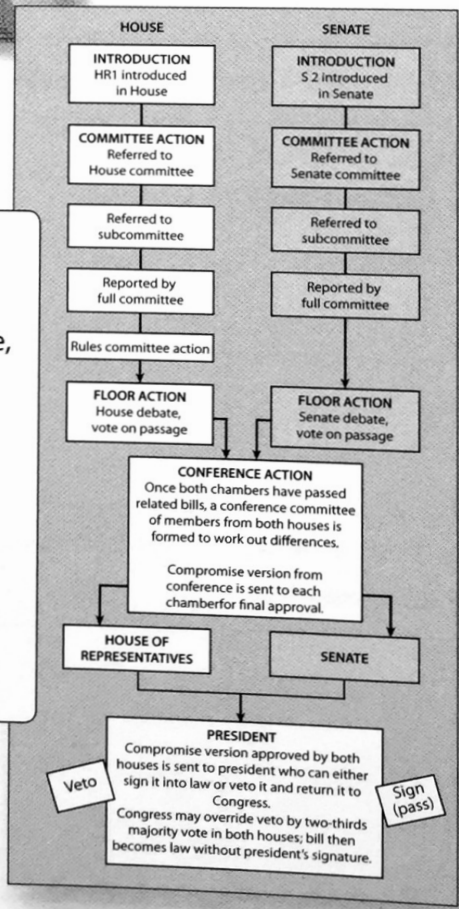 HOUSE
SENATE
INTRODUCTION
HR1 introduced
in House
INTRODUCTION
S 2 introduced
in Senate
COMMITTEE ACTION
Referred to
House committee
COMMITTEE ACTION
Referred to
Senate committee
Referred to
subcommittee
Referred to
subcommittee
Reported by
full committee
Reported by
full committee
Rules committee action
FLOOR ACTION
House debate,
vote on passage
FLOOR ACTION
Senate debate,
vote on passage
CONFERENCE ACTION
Once both chambers have passed
related bills, a conference committee
of members from both houses is
formed to work out differences.
Compromise version from
conference is sent to each
chamberfor final approval.
HOUSE OF
REPRESENTATIVES
SENATE
PRESIDENT
Compromise version approved by both
houses is sent to president who can either
sign it into law or veto it and return it to
Congress.
Congress may override veto by two-thirds
majority vote in both houses; bill then
becomes law without president's signature.
Veto
Sign
(pass)